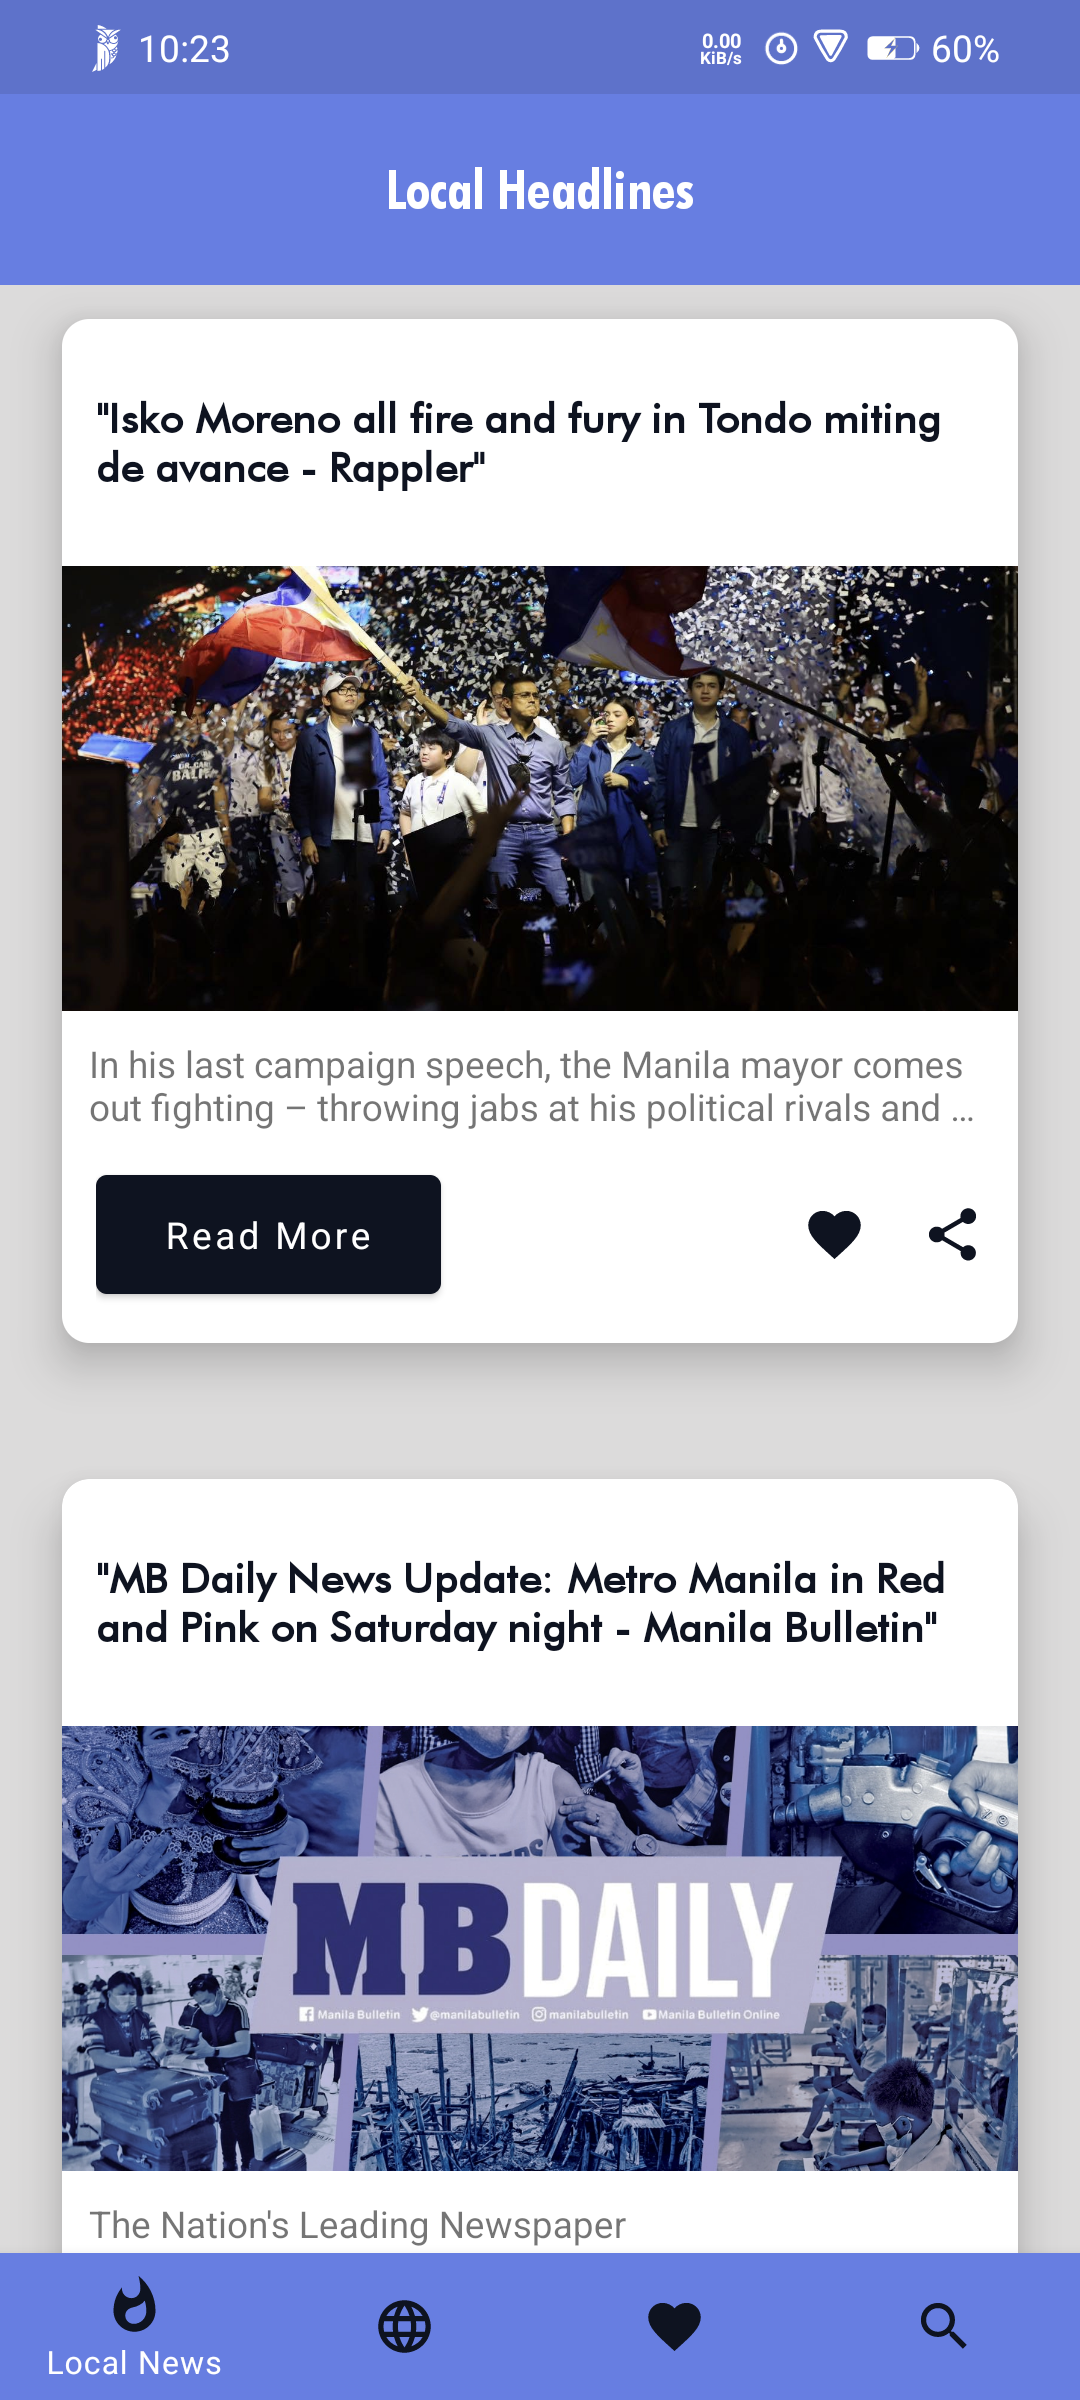 10:23
0.00
KiB/s
60%
Local Headlines
"Isko Moreno all fire and fury in Tondo miting
de avance - Rappler"
In his last campaign speech, the Manila mayor comes
out fighting – throwing jabs at his political rivals and ...
Read More
"MB Daily News Update: Metro Manila in Red
and Pink on Saturday night - Manila Bulletin"
MB DAILY
Manila Bulletin @manilabulletin manilabulletin Manila Bulletin Online
The Nation's Leading Newspaper
Local News